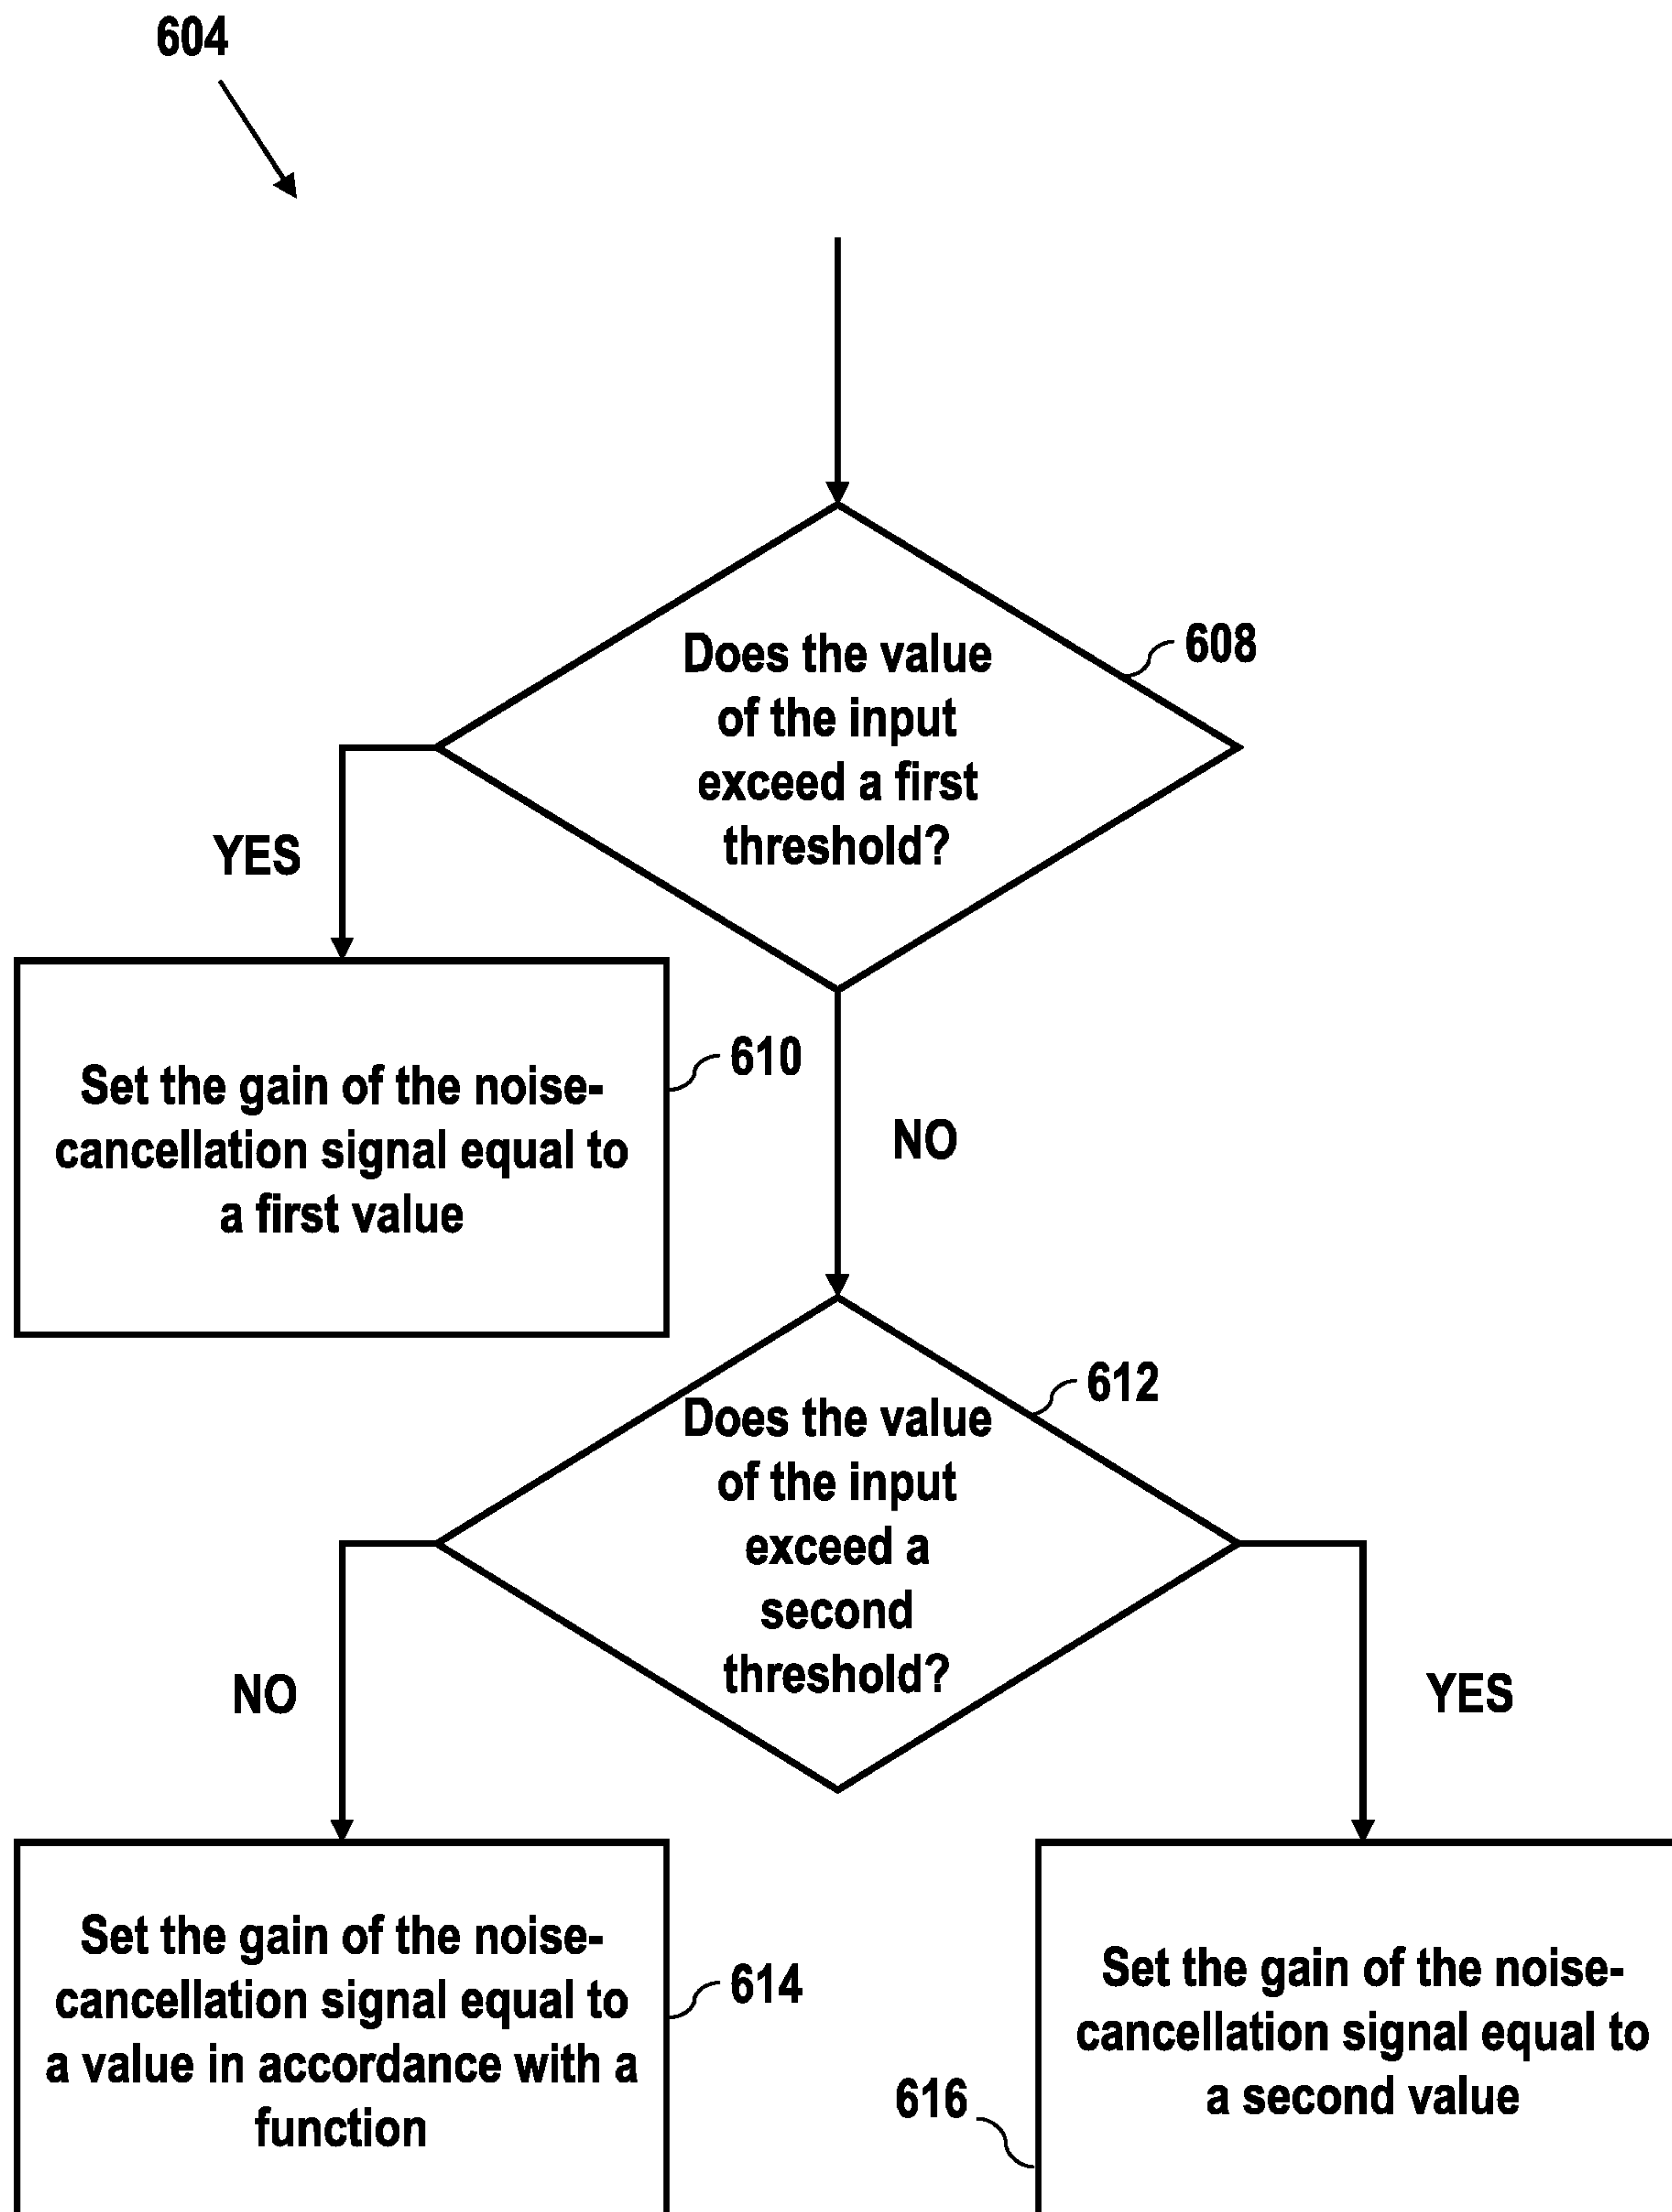 604
Does the value
of the input
exceed a first
threshold?
608
YES
Set the gain of the noise-
cancellation signal equal to
a first value
610
NO
Does the value
of the input
exceed a
second
threshold?
612
NO
YES
Set the gain of the noise-
cancellation signal equal to
a value in accordance with a
function
614
Set the gain of the noise-
cancellation signal equal to
a second value
616